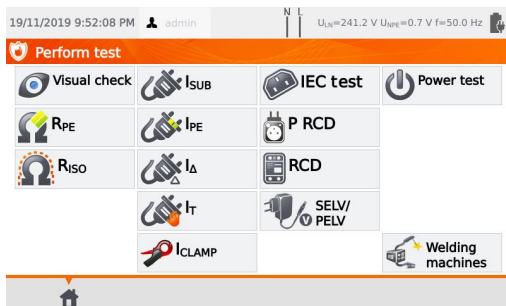 19/11/2019 9:52:08 PM admin N L ULN=241.2 V UNPE=0.7 V f=50.0 Hz
Perform test
Visual check ISUB IEC test Power test
RPE IPE P RCD
RISO I∆ RCD
IT SELV/
PELV
ICLAMP Welding
machines